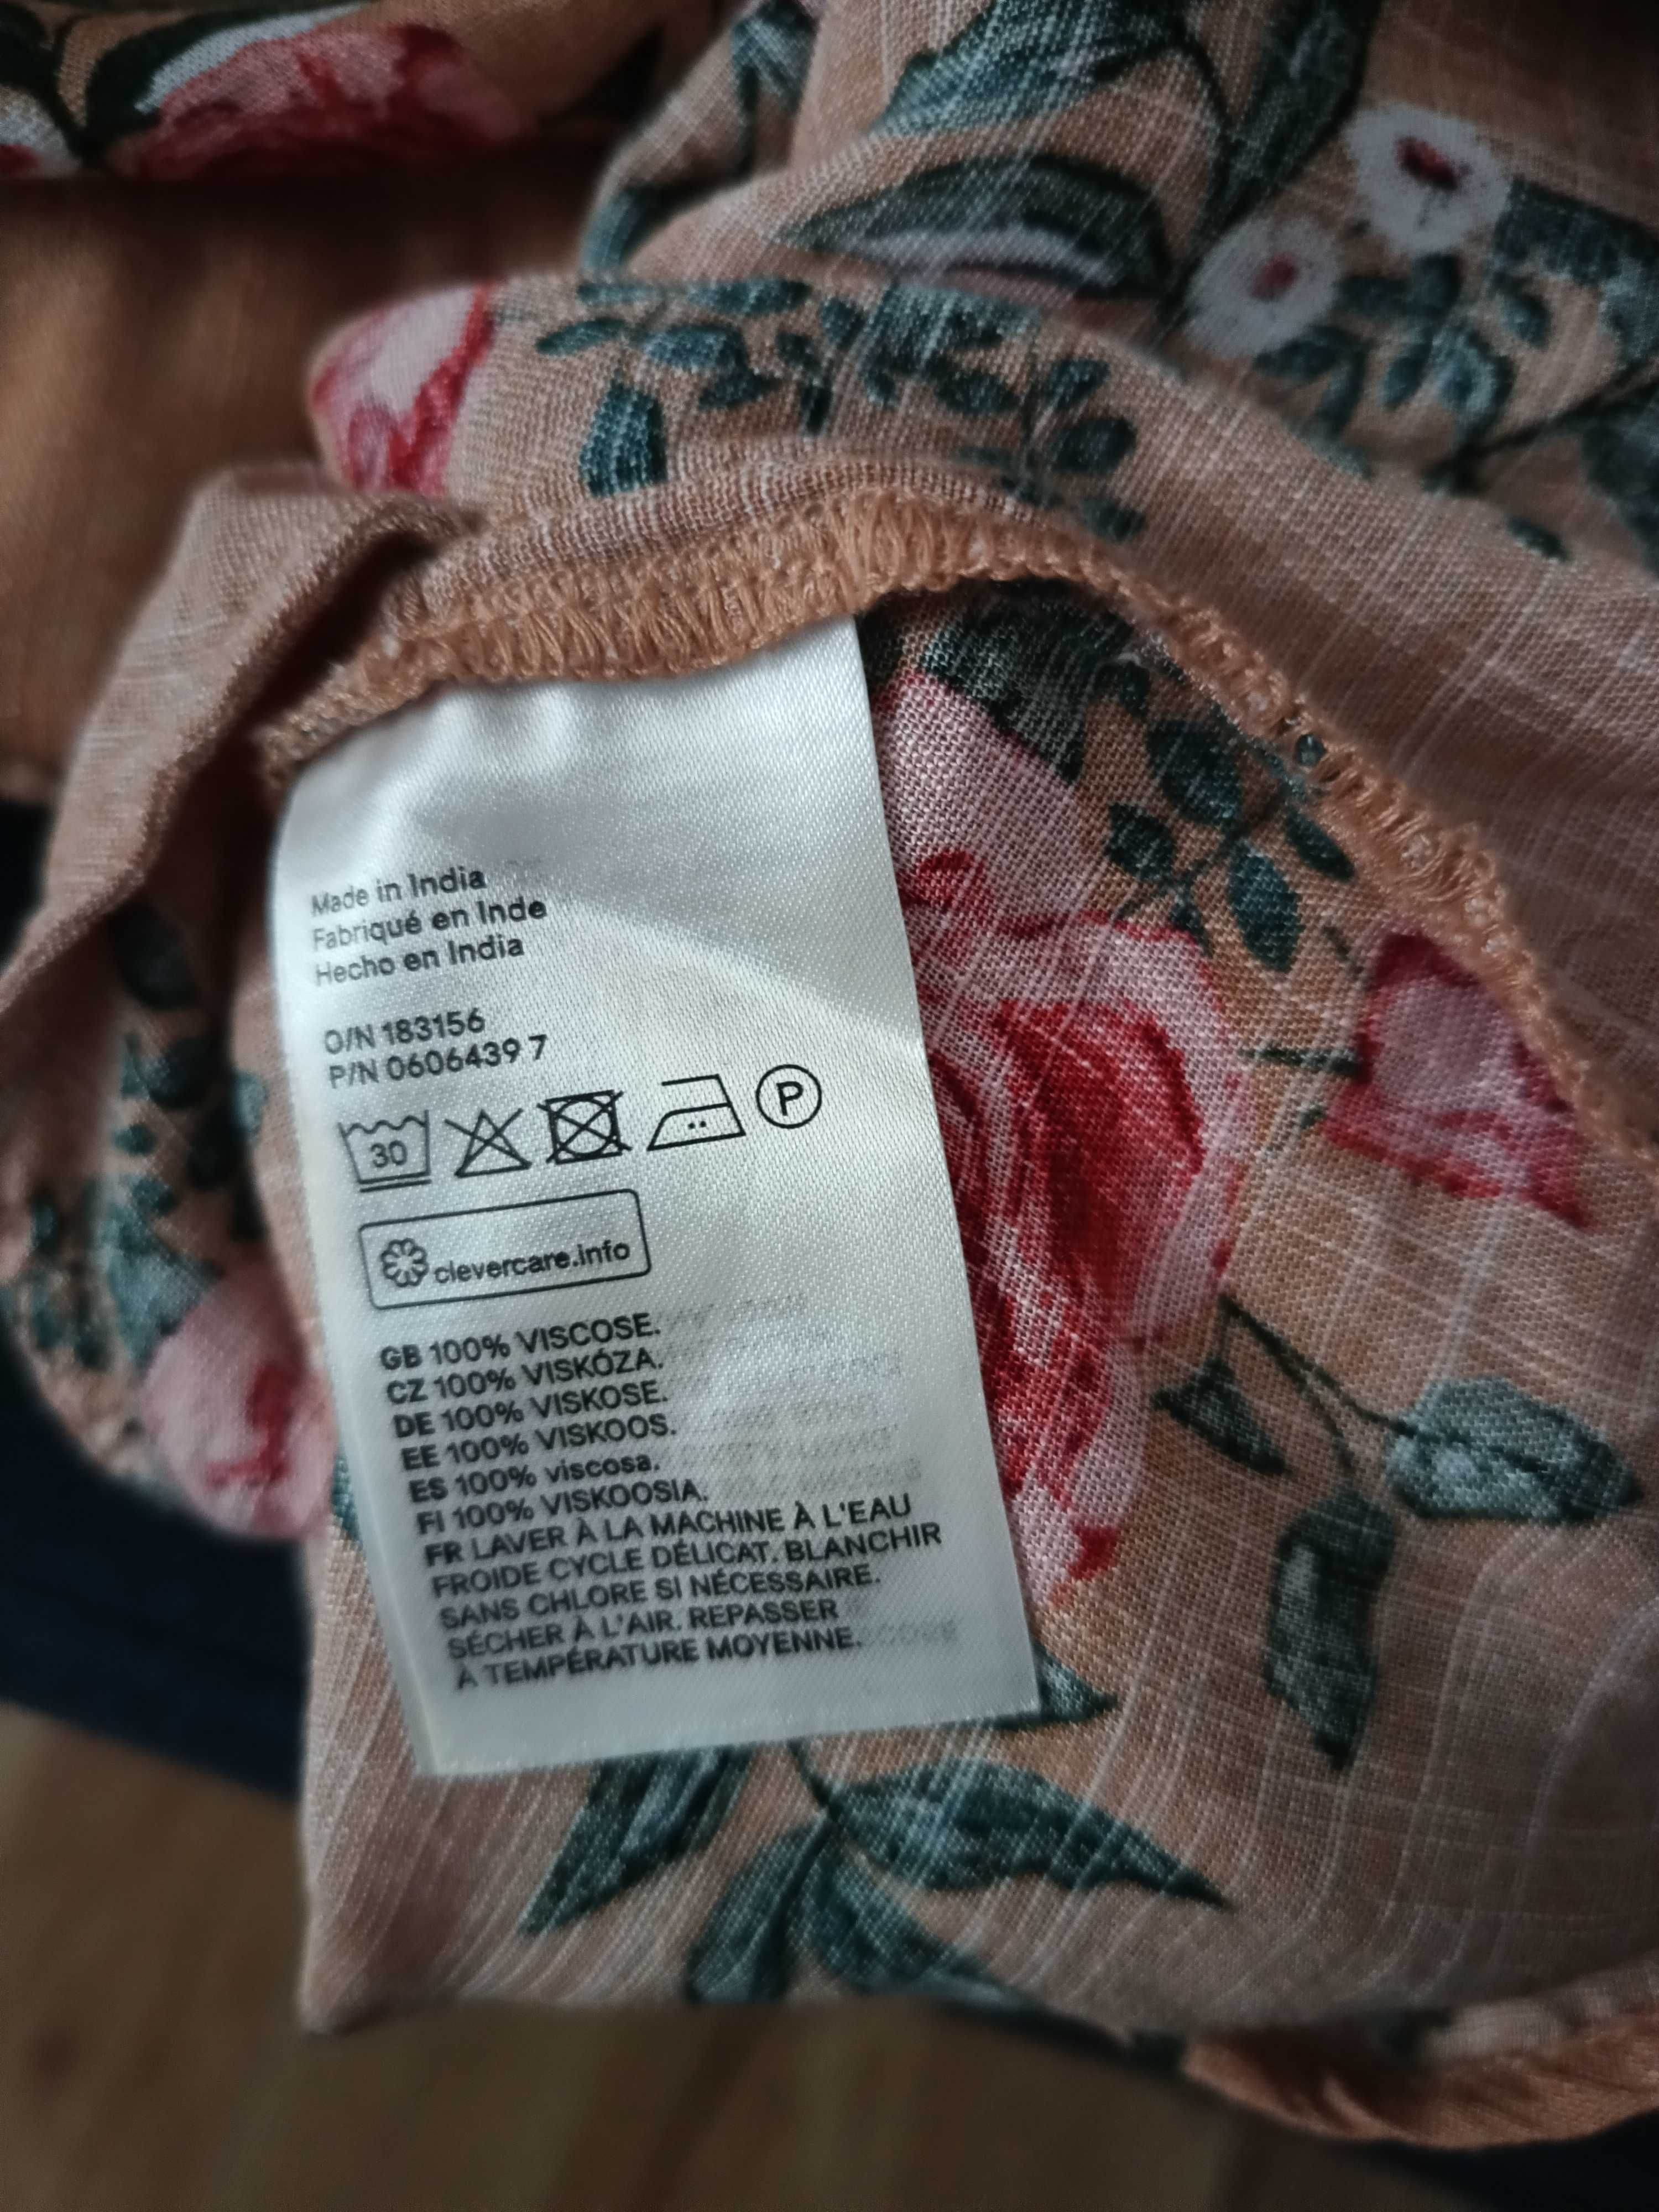 Made in India
Fabriqué en Inde
Hecho en India
O/N 183156
P/N 0606439 7
30 P
clevercare.info
GB 100% VISCOSE.
CZ 100% VISKÓZA.
DE 100% VISKOSE.
EE 100% VISKOOS.
ES 100% viscosa.
FI 100% VISKOOSIA.
FR LAVER À LA MACHINE À L'EAU
FROIDE CYCLE DÉLICAT. BLANCHIR
SANS CHLORE SI NÉCESSAIRE.
SÉCHER À L'AIR. REPASSER
À TEMPÉRATURE MOYENNE.